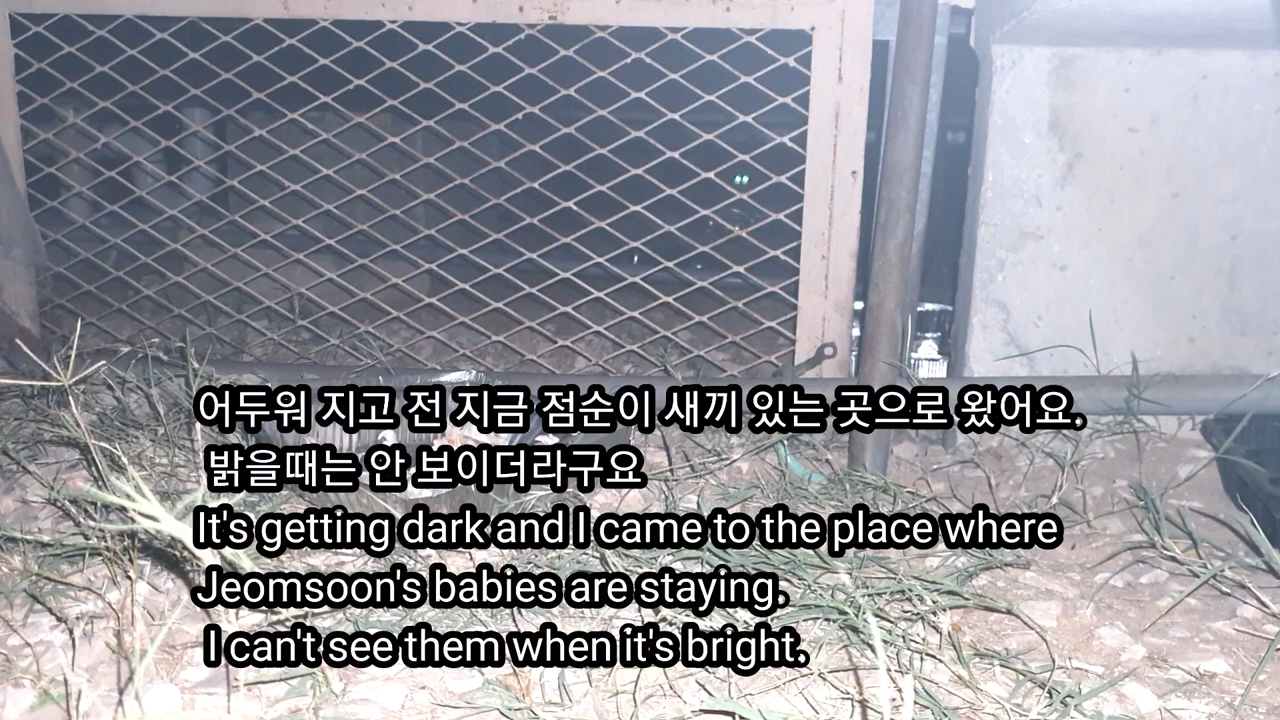 어두워 지고 전 지금 점순이 새끼 있는 곳으로 왔어요.
밝을때는 안 보이더라구요
It's getting dark and I came to the place where
Jeomsoon's babies are staying.
I can't see them when it's bright.